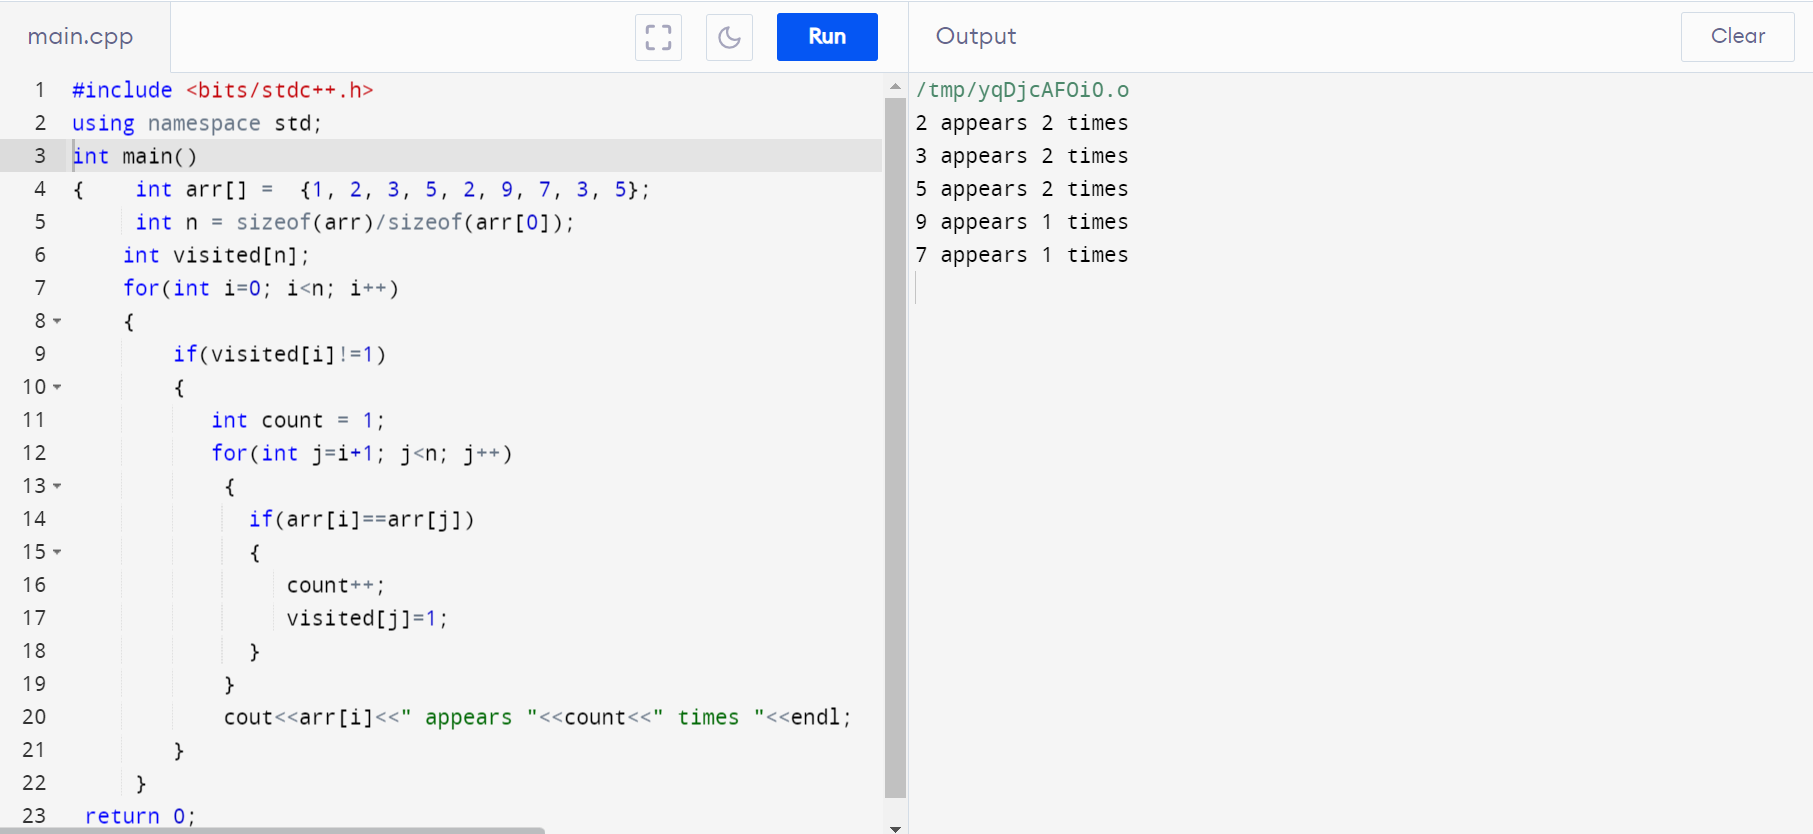 main.cpp
Run
Output
Clear
1 #include <bits/stdc++.h>
2 using namespace std;
3 int main()
4 {    int arr[] =  {1, 2, 3, 5, 2, 9, 7, 3, 5};
5      int n = sizeof(arr)/sizeof(arr[0]);
6     int visited[n];
7     for(int i=0; i<n; i++)
8     {
9         if(visited[i]!=1)
10         {
11            int count = 1;
12            for(int j=i+1; j<n; j++)
13             {
14               if(arr[i]==arr[j])
15               {
16                  count++;
17                  visited[j]=1;
18               }
19             }
20             cout<<arr[i]<<" appears "<<count<<" times "<<endl;
21         }
22      }
23  return 0;
/tmp/yqDjcAFOiO.o
2 appears 2 times
3 appears 2 times
5 appears 2 times
9 appears 1 times
7 appears 1 times